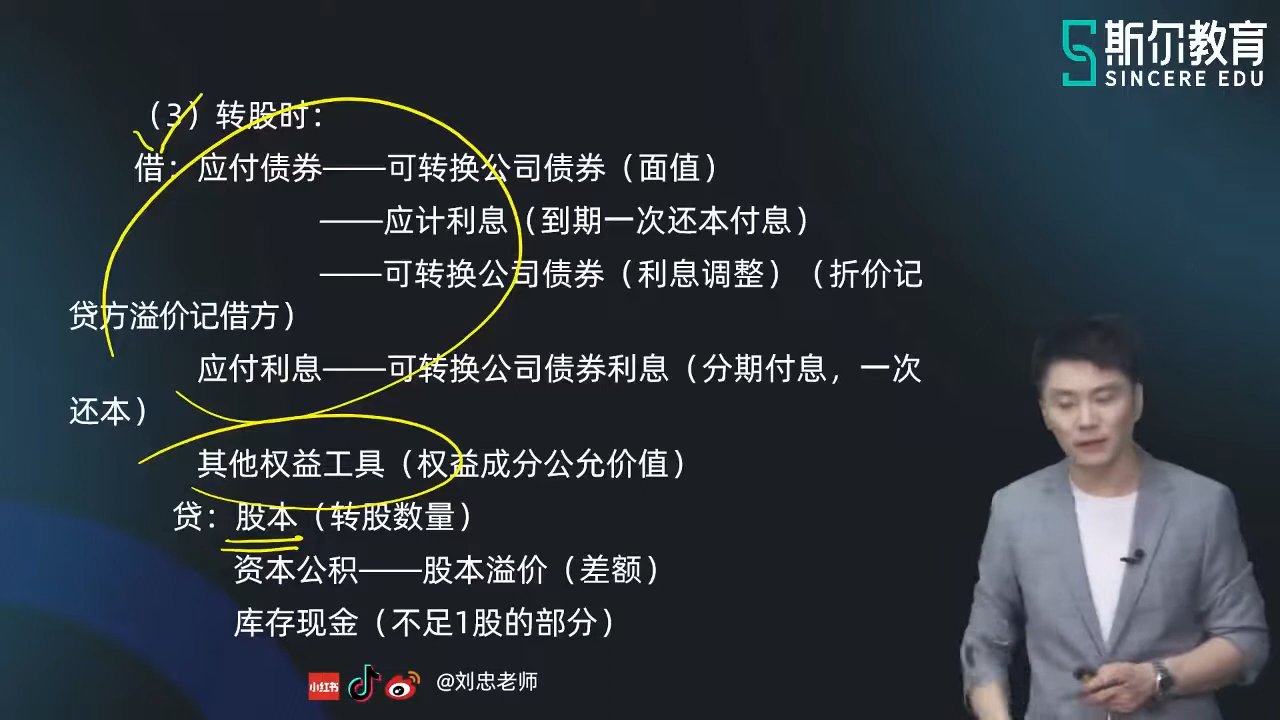 斯尔教育
SINCERE EDU
（3）转股时：
借：应付债券——可转换公司债券（面值）
——应计利息（到期一次还本付息）
——可转换公司债券（利息调整）（折价记
贷方溢价记借方）
应付利息——可转换公司债券利息（分期付息，一次
还本）
其他权益工具（权益成分公允价值）
贷：股本（转股数量）
资本公积——股本溢价（差额）
库存现金（不足1股的部分）
小红书
@刘忠老师